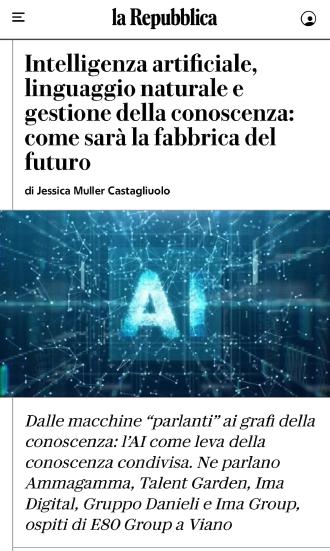 la Repubblica
Intelligenza artificiale,
linguaggio naturale e
gestione della conoscenza:
come sarà la fabbrica del
futuro
di Jessica Muller Castagliuolo
AI
Dalle macchine “parlanti” ai grafi della
conoscenza: l’AI come leva della
conoscenza condivisa. Ne parlano
Ammagamma, Talent Garden, Ima
Digital, Gruppo Danieli e Ima Group,
ospiti di E80 Group a Viano